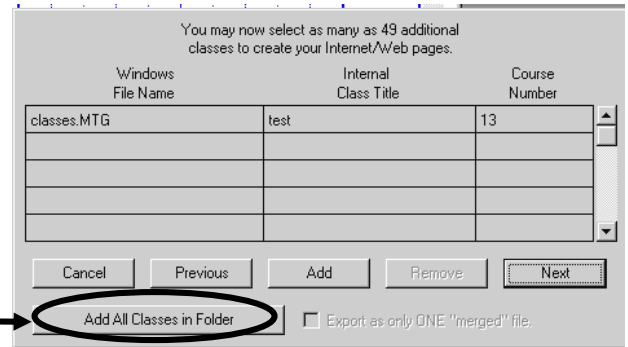 You may now select as many as 49 additional
classes to create your Internet/Web pages.
Windows Internal Course
File Name Class Title Number
classes.MTG test 13
Cancel Previous Add Remove Next
Add All Classes in Folder Export as only ONE "merged" file.